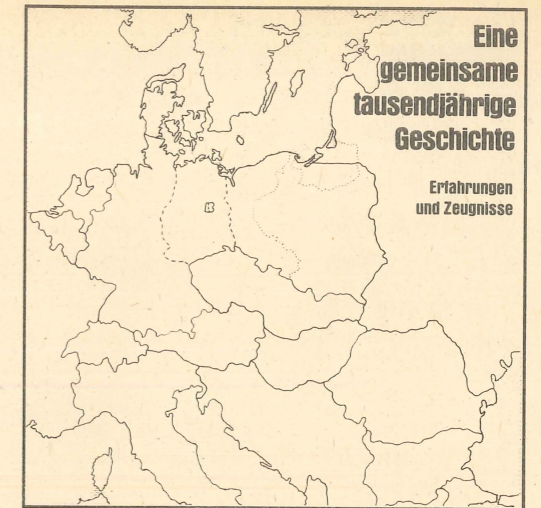 Eine
gemeinsame
tausendjährige
Geschichte
Erfahrungen
und Zeugnisse